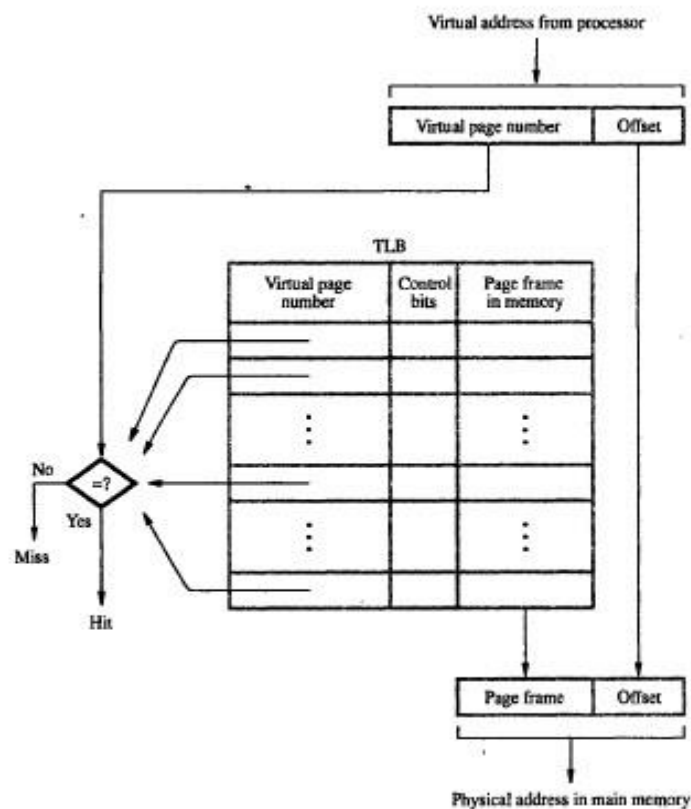 Virtual address from processor
Virtual page number Offset
TLB
Virtual page Control Page frame
number bits in memory
No
=?
Yes
Miss
Hit
Page frame Offset
Physical address in main memory